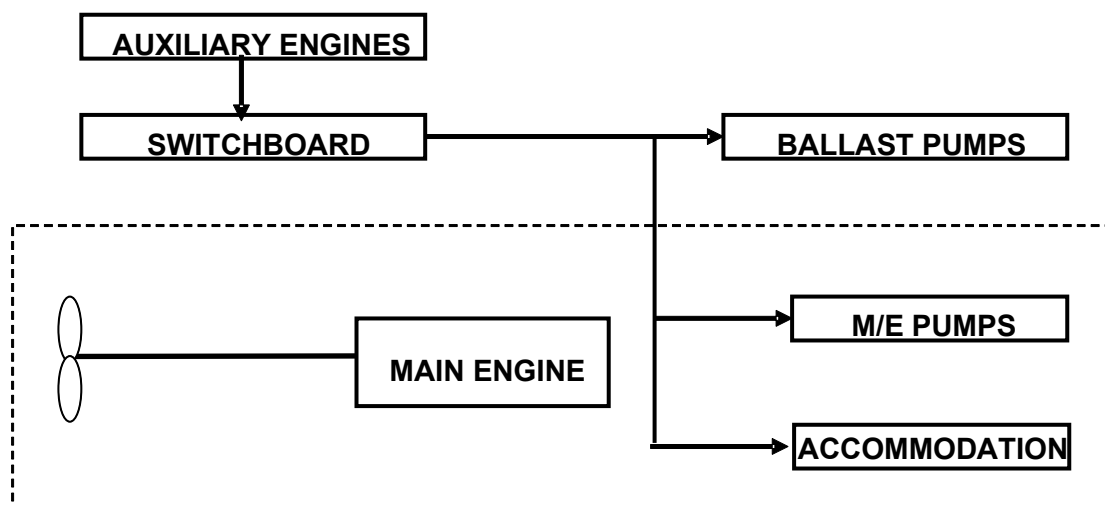 AUXILIARY ENGINES
SWITCHBOARD
BALLAST PUMPS
M/E PUMPS
MAIN ENGINE
ACCOMMODATION